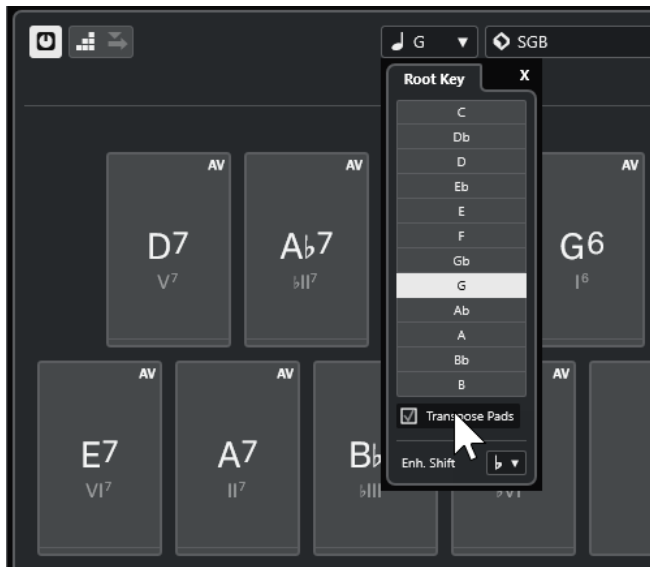 G SGB
Root Key X
C
Db
D
Eb
E
F
Gb
G
Ab
A
Bb
B
Transpose Pads
Enh. Shift ♭
AV
D7
V7
AV
A♭7
♭II7
AV
G6
I6
AV
E7
VI7
AV
A7
II7
B♭
♭III
AV
♭VI